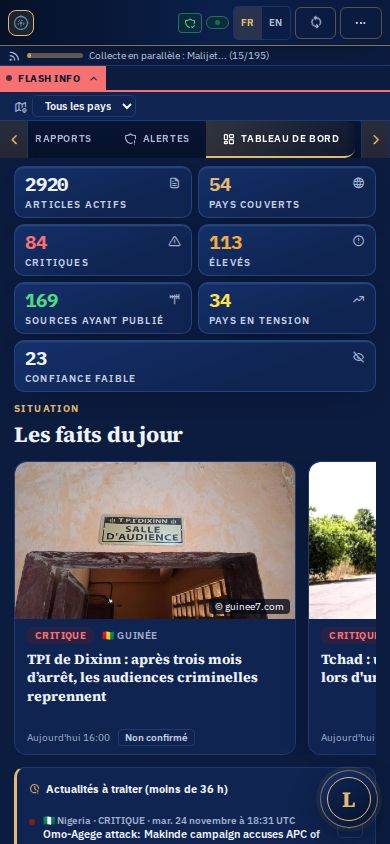 FR
EN
Collecte en parallèle : Malijet... (15/195)
FLASH INFO
Tous les pays
RAPPORTS
ALERTES
TABLEAU DE BORD
2920
ARTICLES ACTIFS
54
PAYS COUVERTS
84
CRITIQUES
113
ÉLEVÉS
169
SOURCES AYANT PUBLIÉ
34
PAYS EN TENSION
23
CONFIANCE FAIBLE
SITUATION
Les faits du jour
T.P.I DIXINN
SALLE
D'AUDIENCE
© guinee7.com
CRITIQUE
GUINÉE
TPI de Dixinn : après trois mois
d'arrêt, les audiences criminelles
reprennent
Aujourd'hui 16:00
Non confirmé
CRITIQU
Tchad : u
lors d'un
Aujourd'h
Actualités à traiter (moins de 36 h)
Nigeria · CRITIQUE · mar. 24 novembre à 18:31 UTC
Omo-Agege attack: Makinde campaign accuses APC of
L